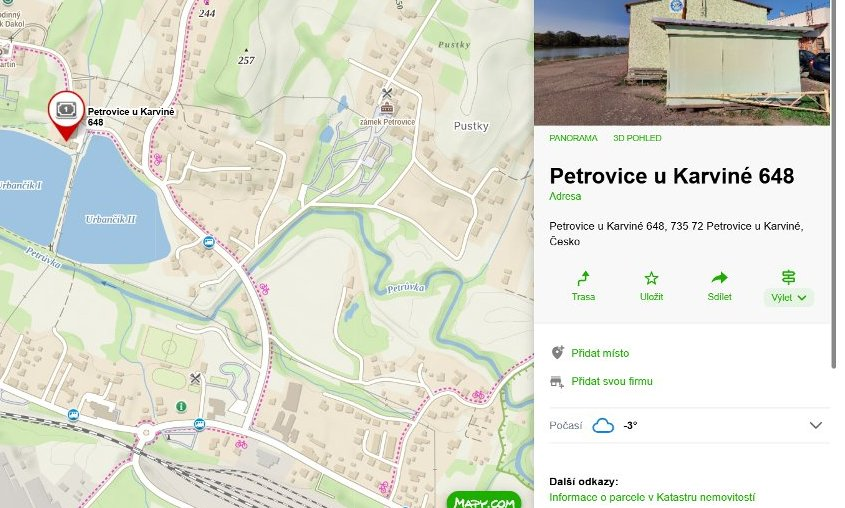 244
257
Pustky
zámek Petrovice
Pustky
Petrovice u Karviné
648
Urbančík I
Urbančík II
Petrůvka
Petrůvka
MAPY.COM
PANORAMA
3D POHLED
Petrovice u Karviné 648
Adresa
Petrovice u Karviné 648, 735 72 Petrovice u Karviné,
Česko
Trasa
Uložit
Sdílet
Výlet
Přidat místo
Přidat svou firmu
Počasí
-3°
Další odkazy:
Informace o parcele v Katastru nemovitostí